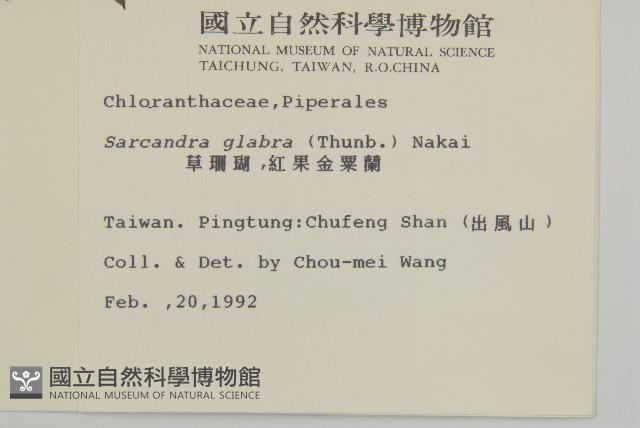 國立自然科學博物館
NATIONAL MUSEUM OF NATURAL SCIENCE
TAICHUNG, TAIWAN, R.O.CHINA
Chloranthaceae,Piperales
Sarcandra glabra (Thunb.) Nakai
草珊瑚,紅果金粟蘭
Taiwan. Pingtung:Chufeng Shan (出風山)
Coll. & Det. by Chou-mei Wang
Feb. ,20,1992
國立自然科學博物館
NATIONAL MUSEUM OF NATURAL SCIENCE